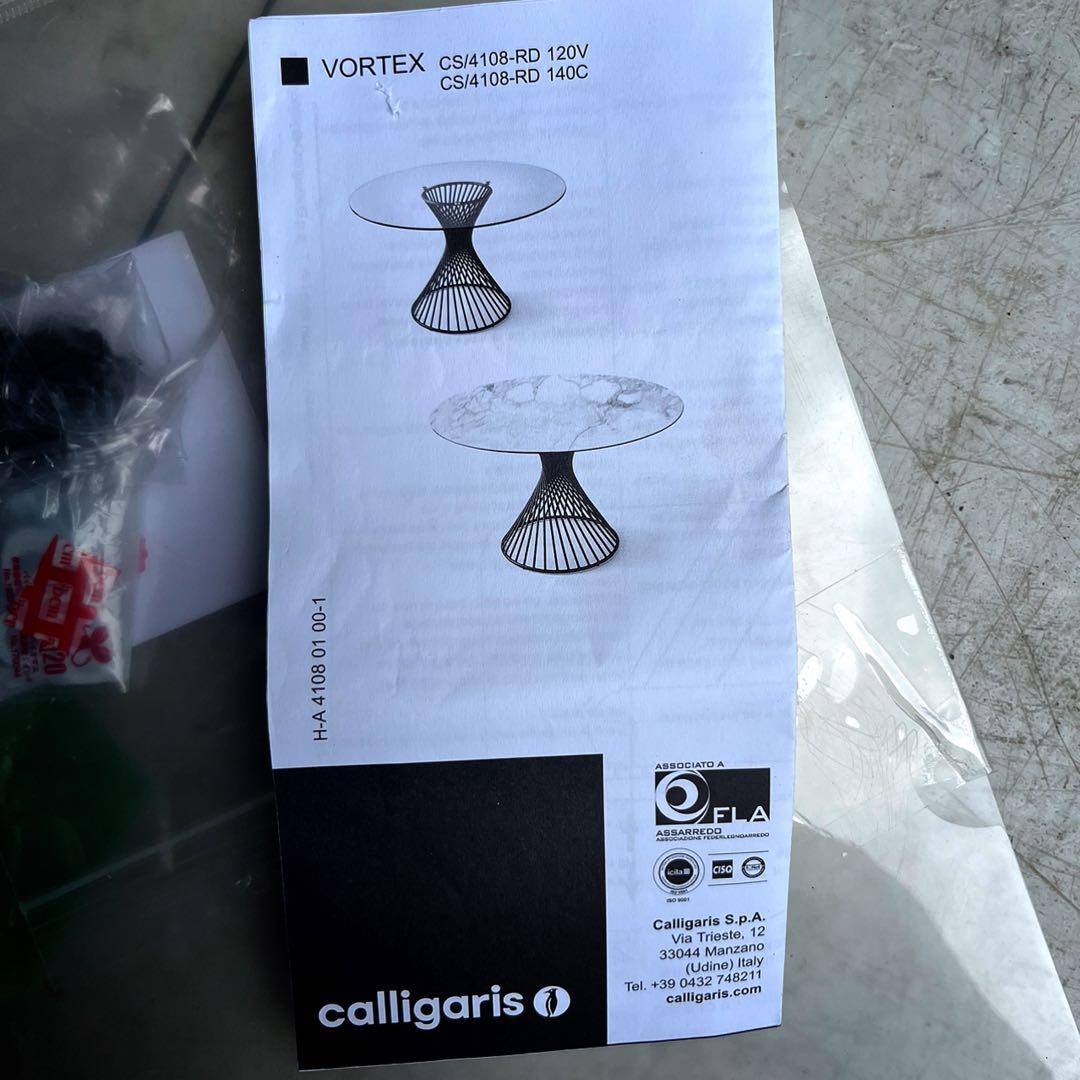 VORTEX CS/4108-RD 120V
CS/4108-RD 140C
H-A 4108 01 00-1
ASSOCIATO A
FLA
ASSARREDO
ASSOCIAZIONE FEDERLEGNOARREDO
icila
CISQ
ISO 9001
Calligaris S.p.A.
Via Trieste, 12
33044 Manzano
(Udine) Italy
Tel. +39 0432 748211
calligaris.com
calligaris